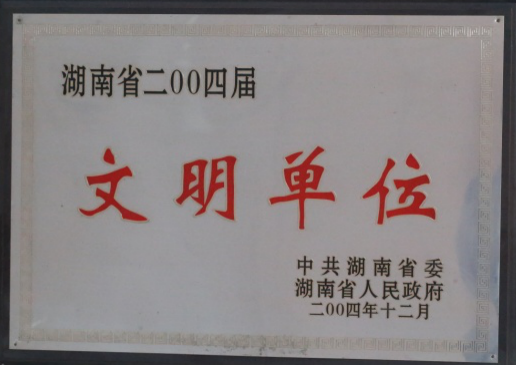 湖南省二00四届
文明单位
中共湖南省委
湖南省人民政府
二00四年十二月